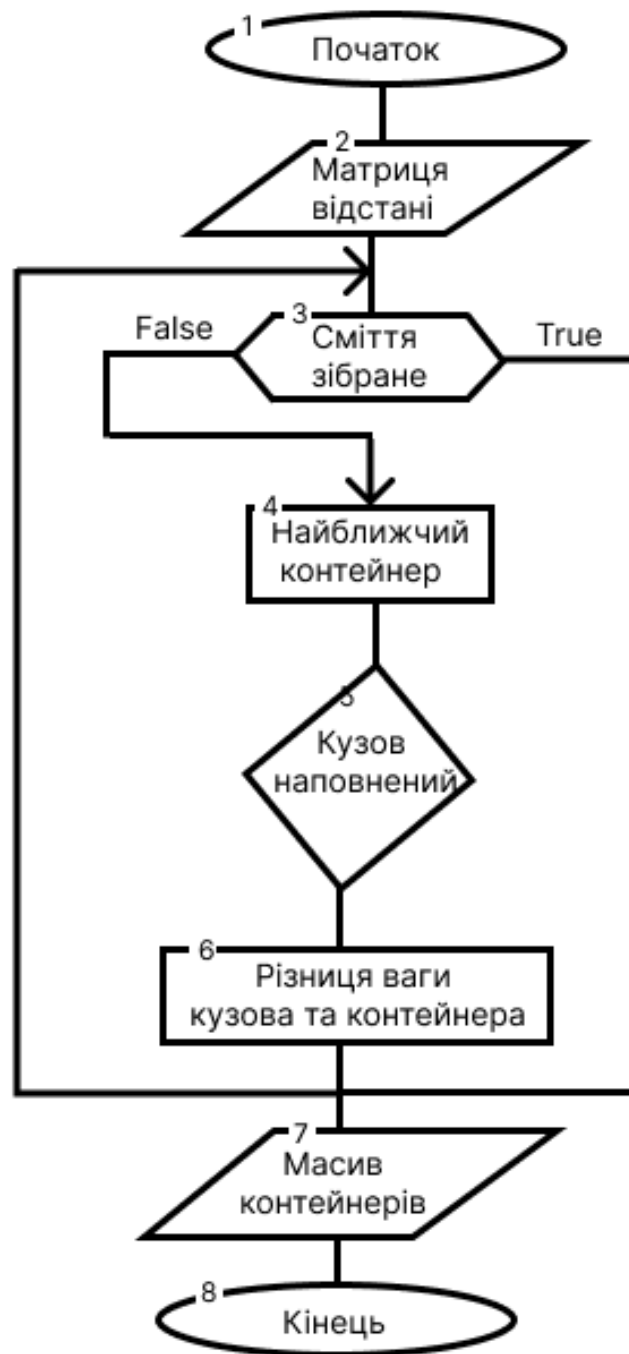 1
Початок
2
Матриця
відстані
3
False
Сміття
зібране
True
4
Найближчий
контейнер
5
Кузов
наповнений
6
Різниця ваги
кузова та контейнера
7
Масив
контейнерів
8
Кінець